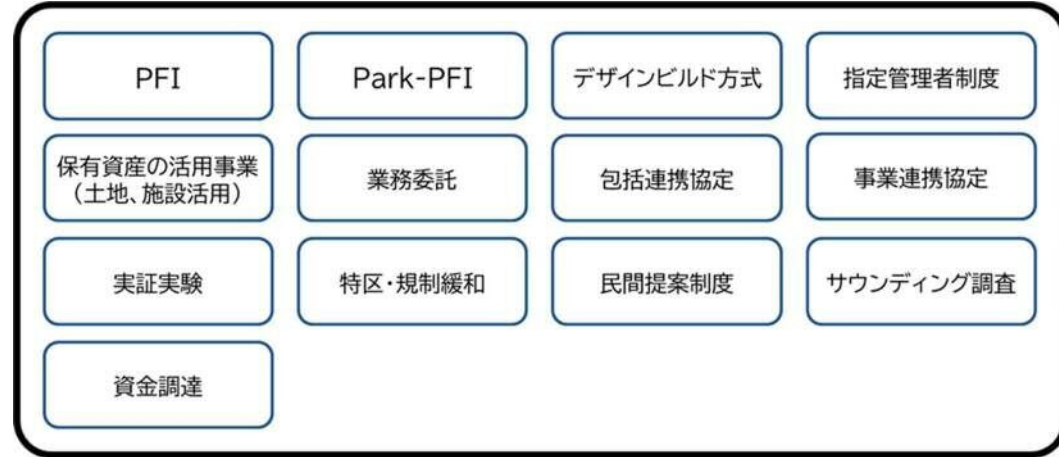 PFI
Park-PFI
デザインビルド方式
指定管理者制度
保有資産の活用事業
（土地、施設活用）
業務委託
包括連携協定
事業連携協定
実証実験
特区・規制緩和
民間提案制度
サウンディング調査
資金調達